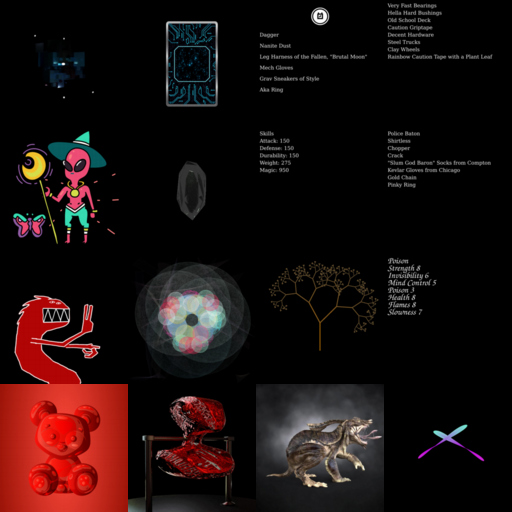 Dagger
Nanite Dust
Leg Harness of the Fallen, "Brutal Moon"
Mech Gloves
Grav Sneakers of Style
Aka Ring
Very Fast Bearings
Hella Hard Bushings
Old School Deck
Caution Griptape
Decent Hardware
Steel Trucks
Clay Wheels
Rainbow Caution Tape with a Plant Leaf
Skills
Attack: 150
Defense: 150
Durability: 150
Weight: 275
Magic: 950
Police Baton
Shirtless
Chopper
Crack
"Slum God Baron" Socks from Compton
Kevlar Gloves from Chicago
Gold Chain
Pinky Ring
Poison
Strength 8
Invisibility 6
Mind Control 5
Poison 3
Health 8
Flames 8
Slowness 7